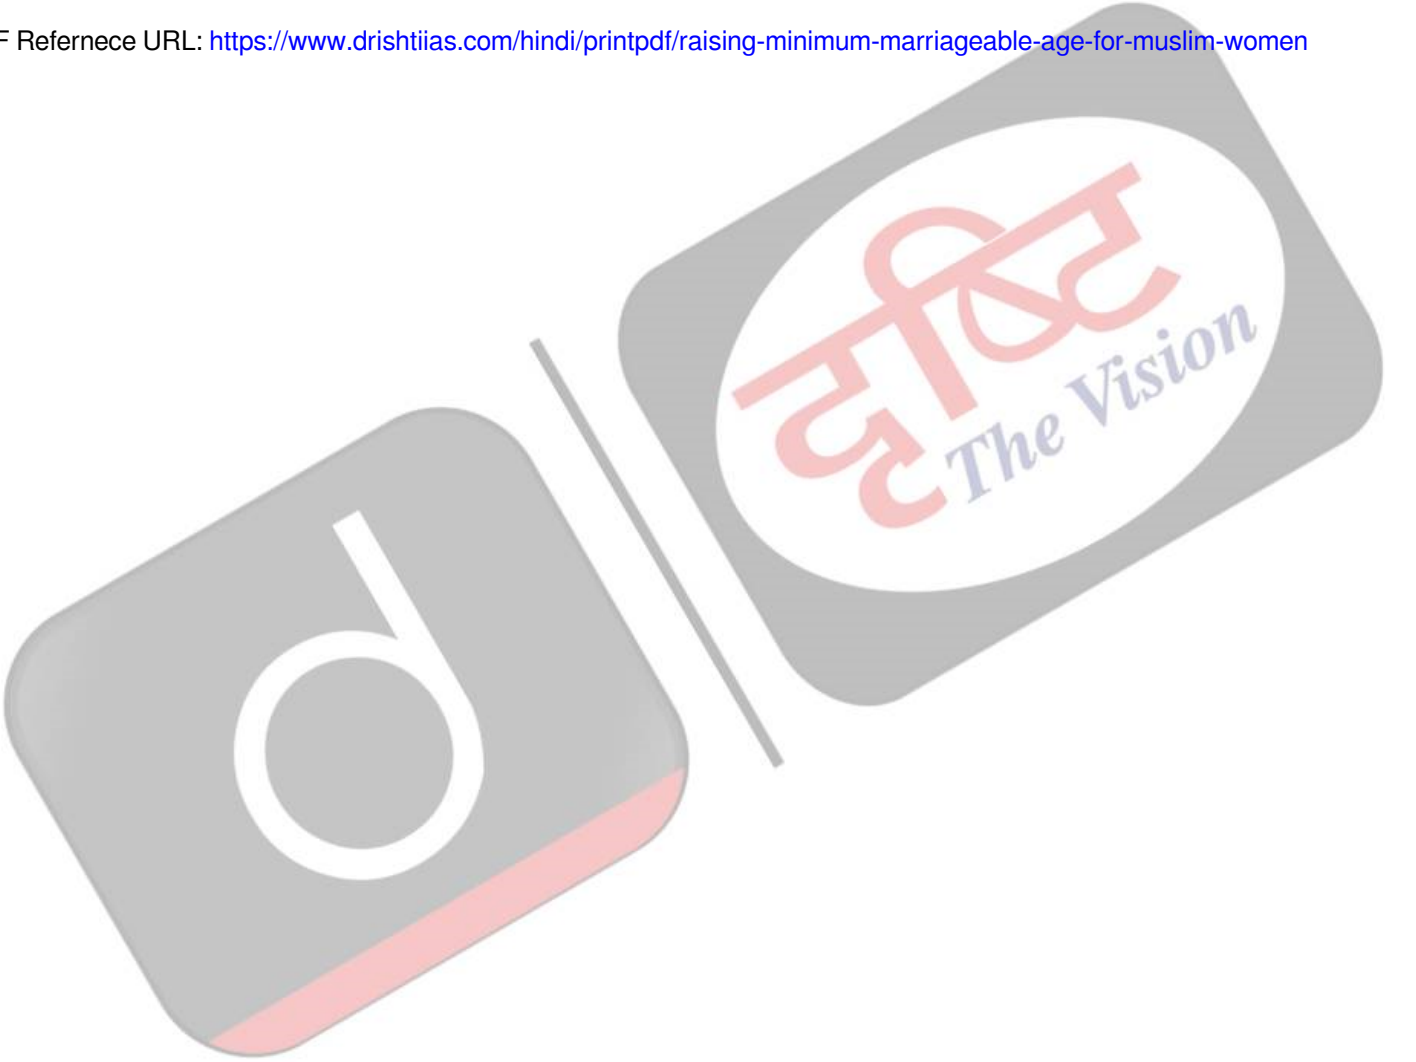 F Refernece URL: https://www.drishtiias.com/hindi/printpdf/raising-minimum-marriageable-age-for-muslim-women
दृष्टि
The Vision
d